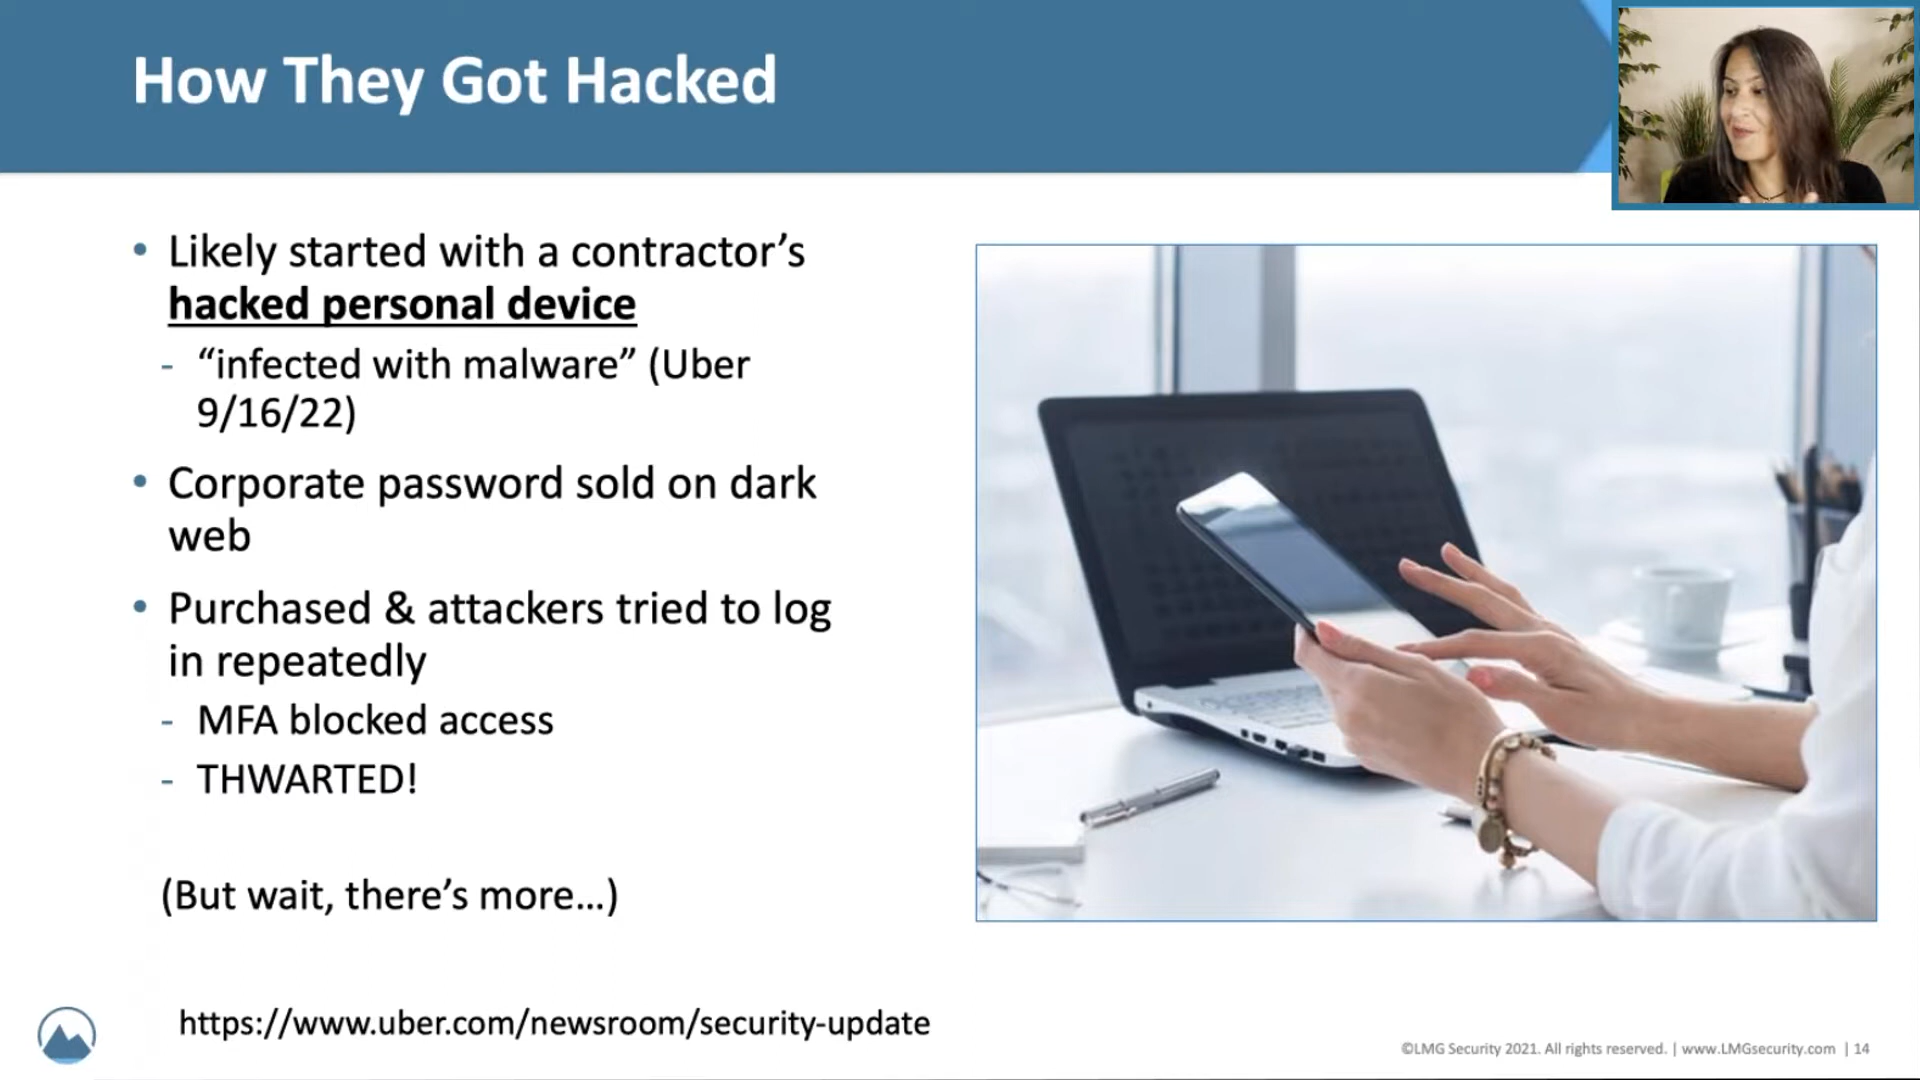 How They Got Hacked
• Likely started with a contractor’s
hacked personal device
- “infected with malware” (Uber
9/16/22)
• Corporate password sold on dark
web
• Purchased & attackers tried to log
in repeatedly
- MFA blocked access
- THWARTED!
(But wait, there’s more…)
https://www.uber.com/newsroom/security-update
©LMG Security 2021. All rights reserved. | www.LMGsecurity.com | 14